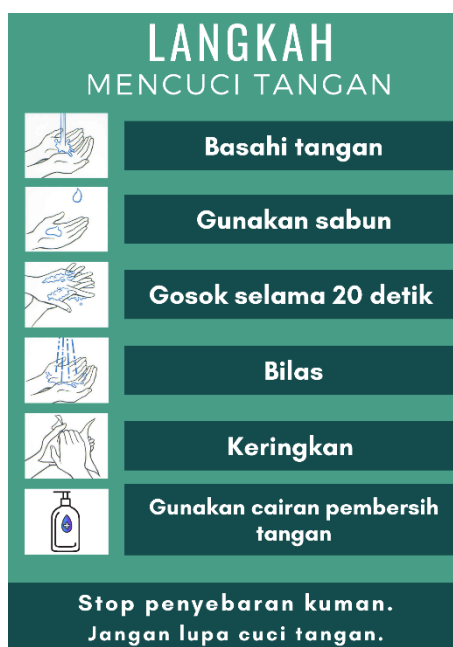 LANGKAH
MENCUCI TANGAN
Basahi tangan
Gunakan sabun
Gosok selama 20 detik
Bilas
Keringkan
Gunakan cairan pembersih
tangan
Stop penyebaran kuman.
Jangan lupa cuci tangan.